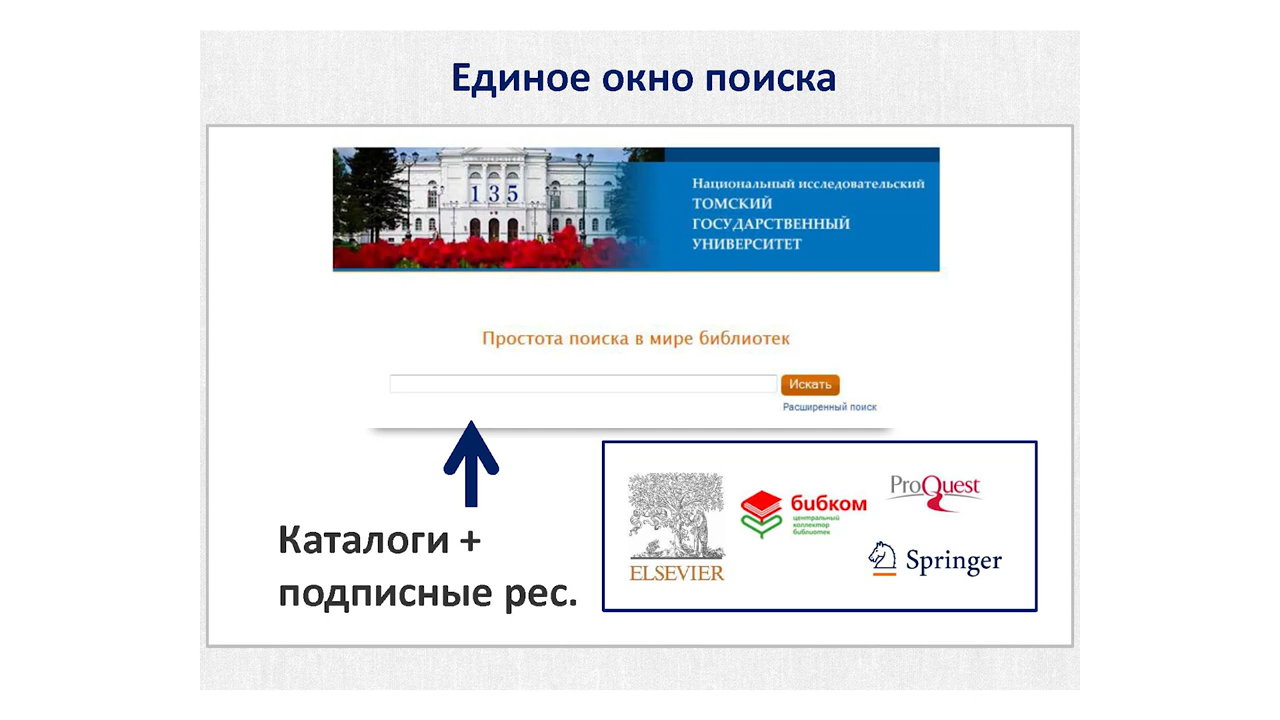 Единое окно поиска
135
Национальный исследовательский
ТОМСКИЙ
ГОСУДАРСТВЕННЫЙ
УНИВЕРСИТЕТ
Простота поиска в мире библиотек
Искать
Расширенный поиск
Каталоги +
подписные рес.
ELSEVIER
бибком
центральный
коллектор
библиотек
ProQuest
Springer